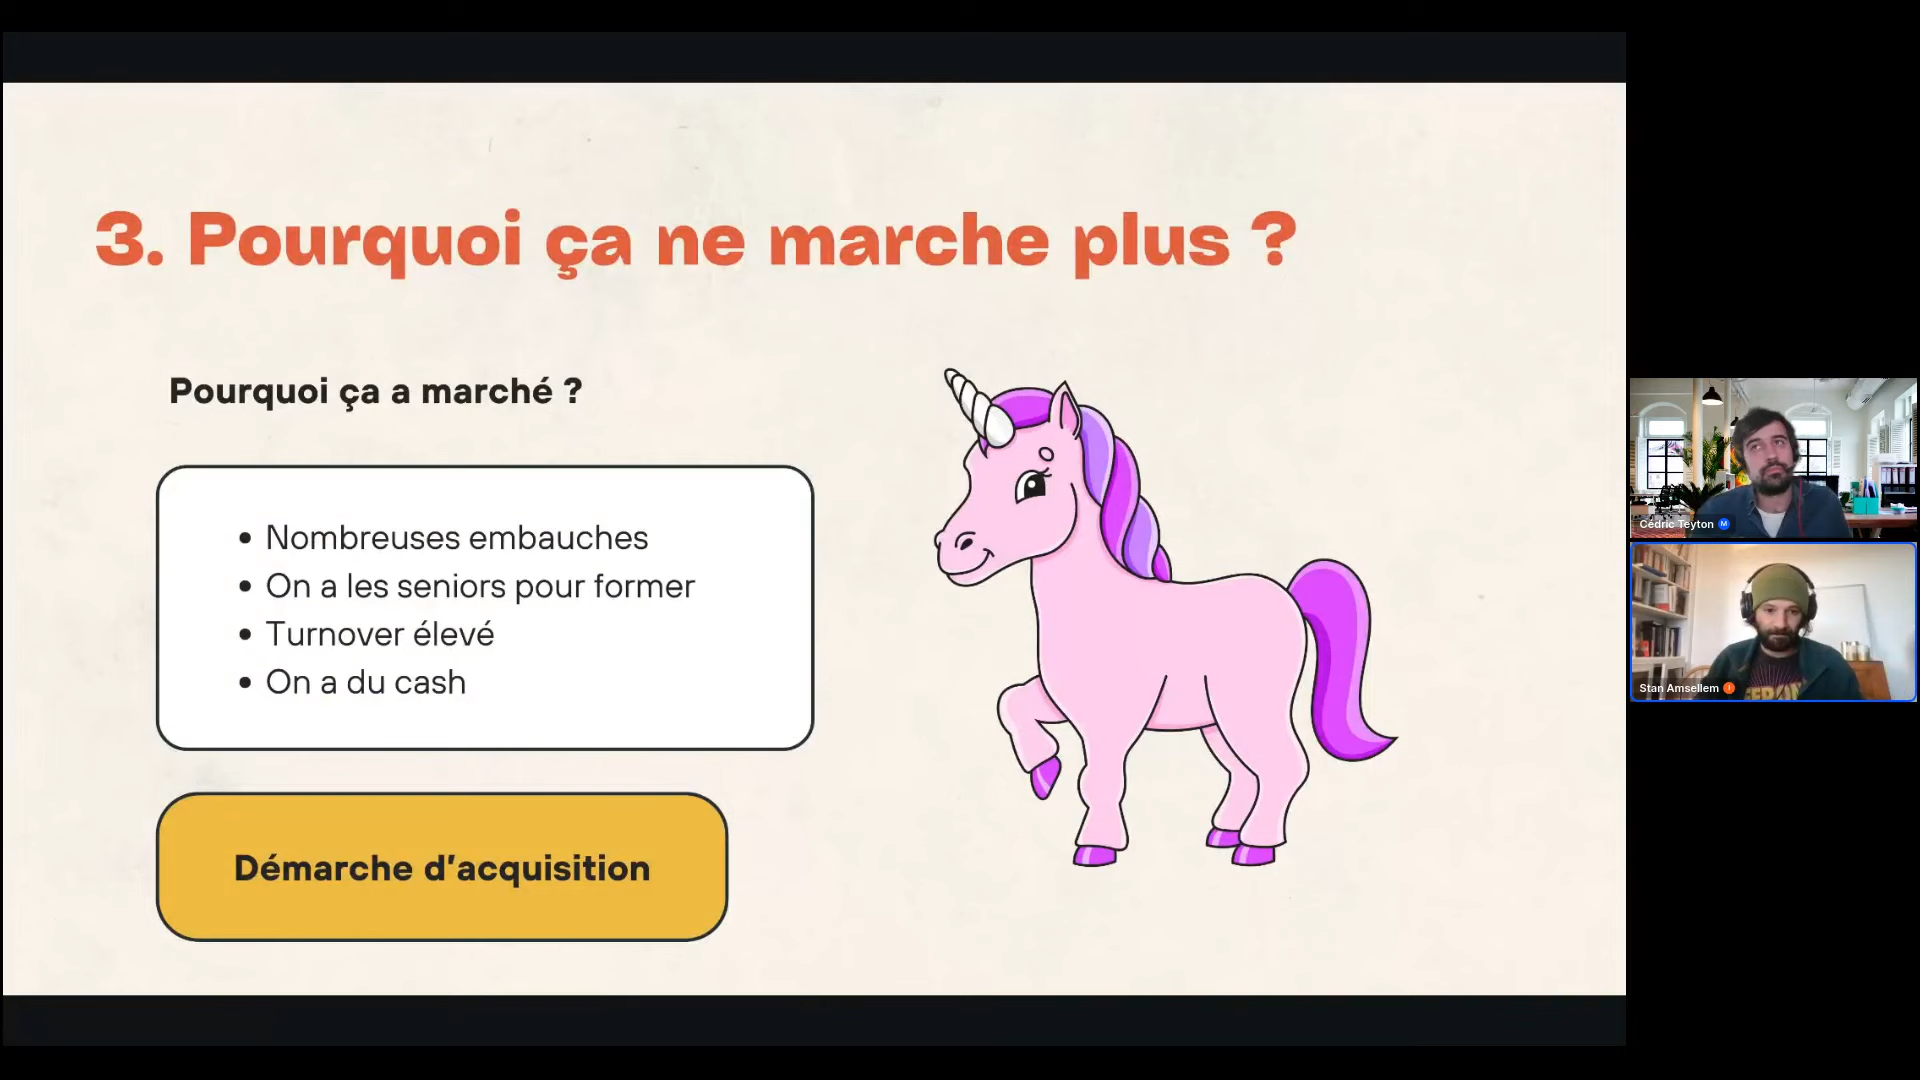 3. Pourquoi ça ne marche plus ?
Pourquoi ça a marché ?
• Nombreuses embauches
• On a les seniors pour former
• Turnover élevé
• On a du cash
Démarche d’acquisition
Cédric Teyton
Stan Amsellem